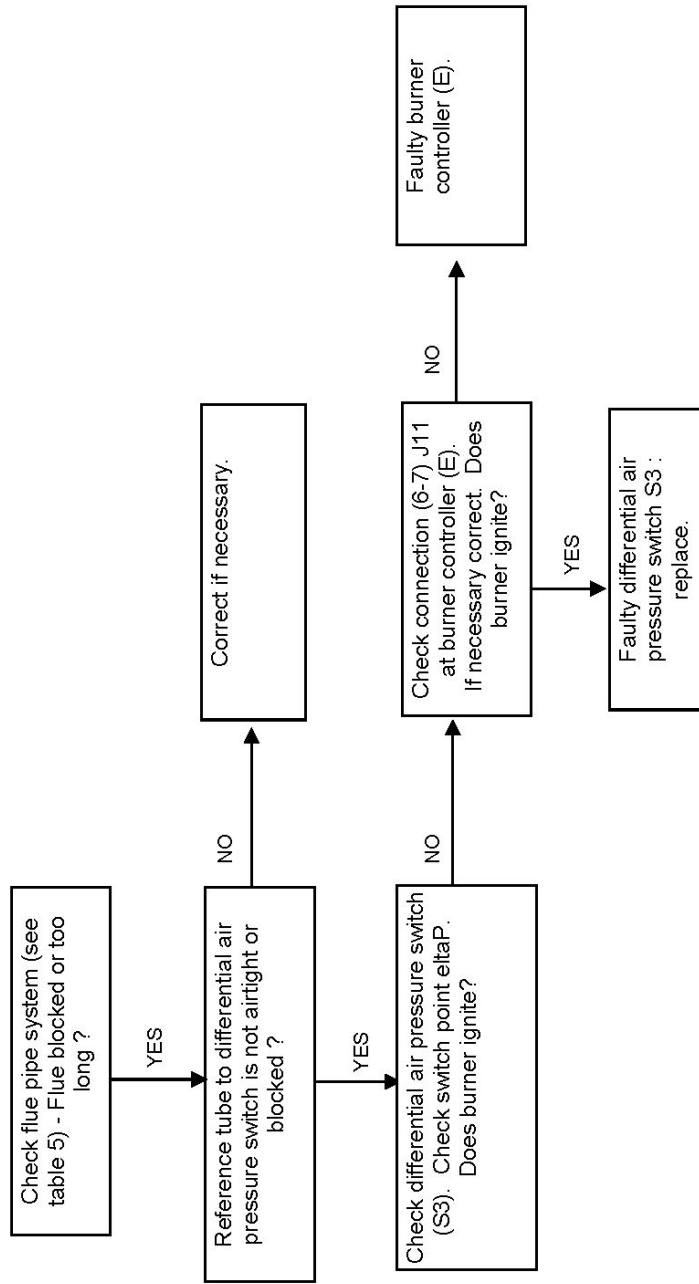 Check flue pipe system (see
table 5) - Flue blocked or too
long ?
YES
Reference tube to differential air
pressure switch is not airtight or
blocked ?
NO
Correct if necessary.
YES
Check differential air pressure switch
(S3). Check switch point eltaP.
Does burner ignite?
NO
Check connection (6-7) J11
at burner controller (E).
If necessary correct. Does
burner ignite?
NO
Faulty burner
controller (E).
YES
Faulty differential air
pressure switch S3 :
replace.